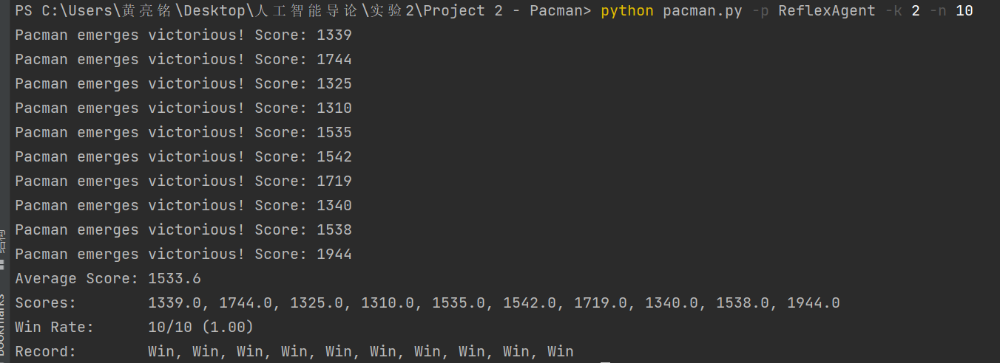 PS C:\Users\黄亮铭\Desktop\人工智能导论\实验2\Project 2 - Pacman> python pacman.py -p ReflexAgent -k 2 -n 10
Pacman emerges victorious! Score: 1339
Pacman emerges victorious! Score: 1744
Pacman emerges victorious! Score: 1325
Pacman emerges victorious! Score: 1310
Pacman emerges victorious! Score: 1535
Pacman emerges victorious! Score: 1542
Pacman emerges victorious! Score: 1719
Pacman emerges victorious! Score: 1340
Pacman emerges victorious! Score: 1538
Pacman emerges victorious! Score: 1944
Average Score: 1533.6
Scores:        1339.0, 1744.0, 1325.0, 1310.0, 1535.0, 1542.0, 1719.0, 1340.0, 1538.0, 1944.0
Win Rate:      10/10 (1.00)
Record:        Win, Win, Win, Win, Win, Win, Win, Win, Win, Win
结构
Bookmarks